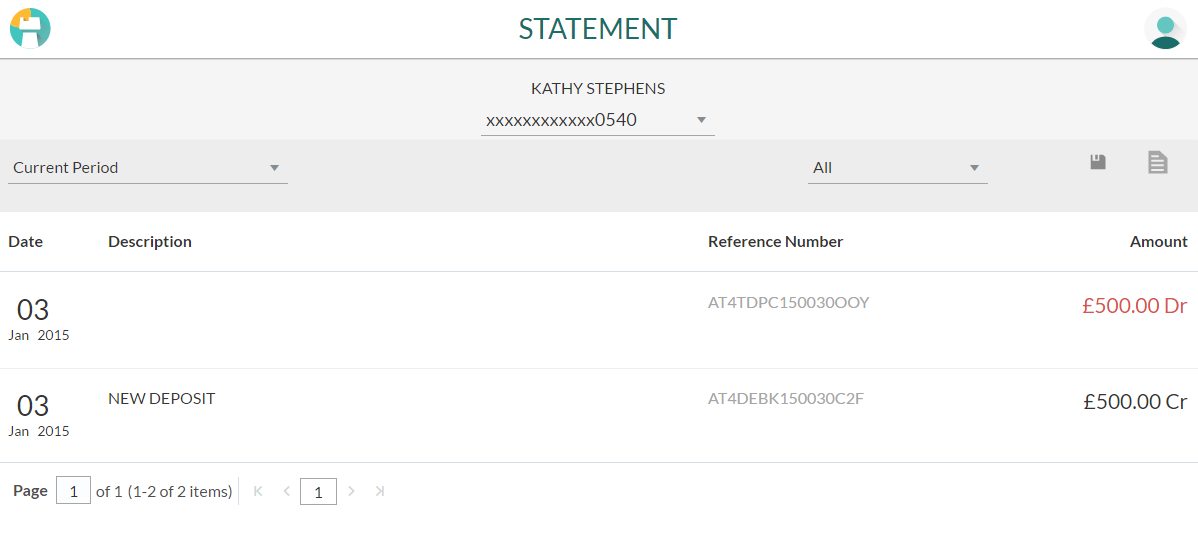 STATEMENT
KATHY STEPHENS
xxxxxxxxxxxx0540
Current Period All
Date Description Reference Number Amount
03 AT4TDPC150030OOY £500.00 Dr
Jan 2015
03 NEW DEPOSIT AT4DEBK150030C2F £500.00 Cr
Jan 2015
Page 1 of 1 (1-2 of 2 items) 1